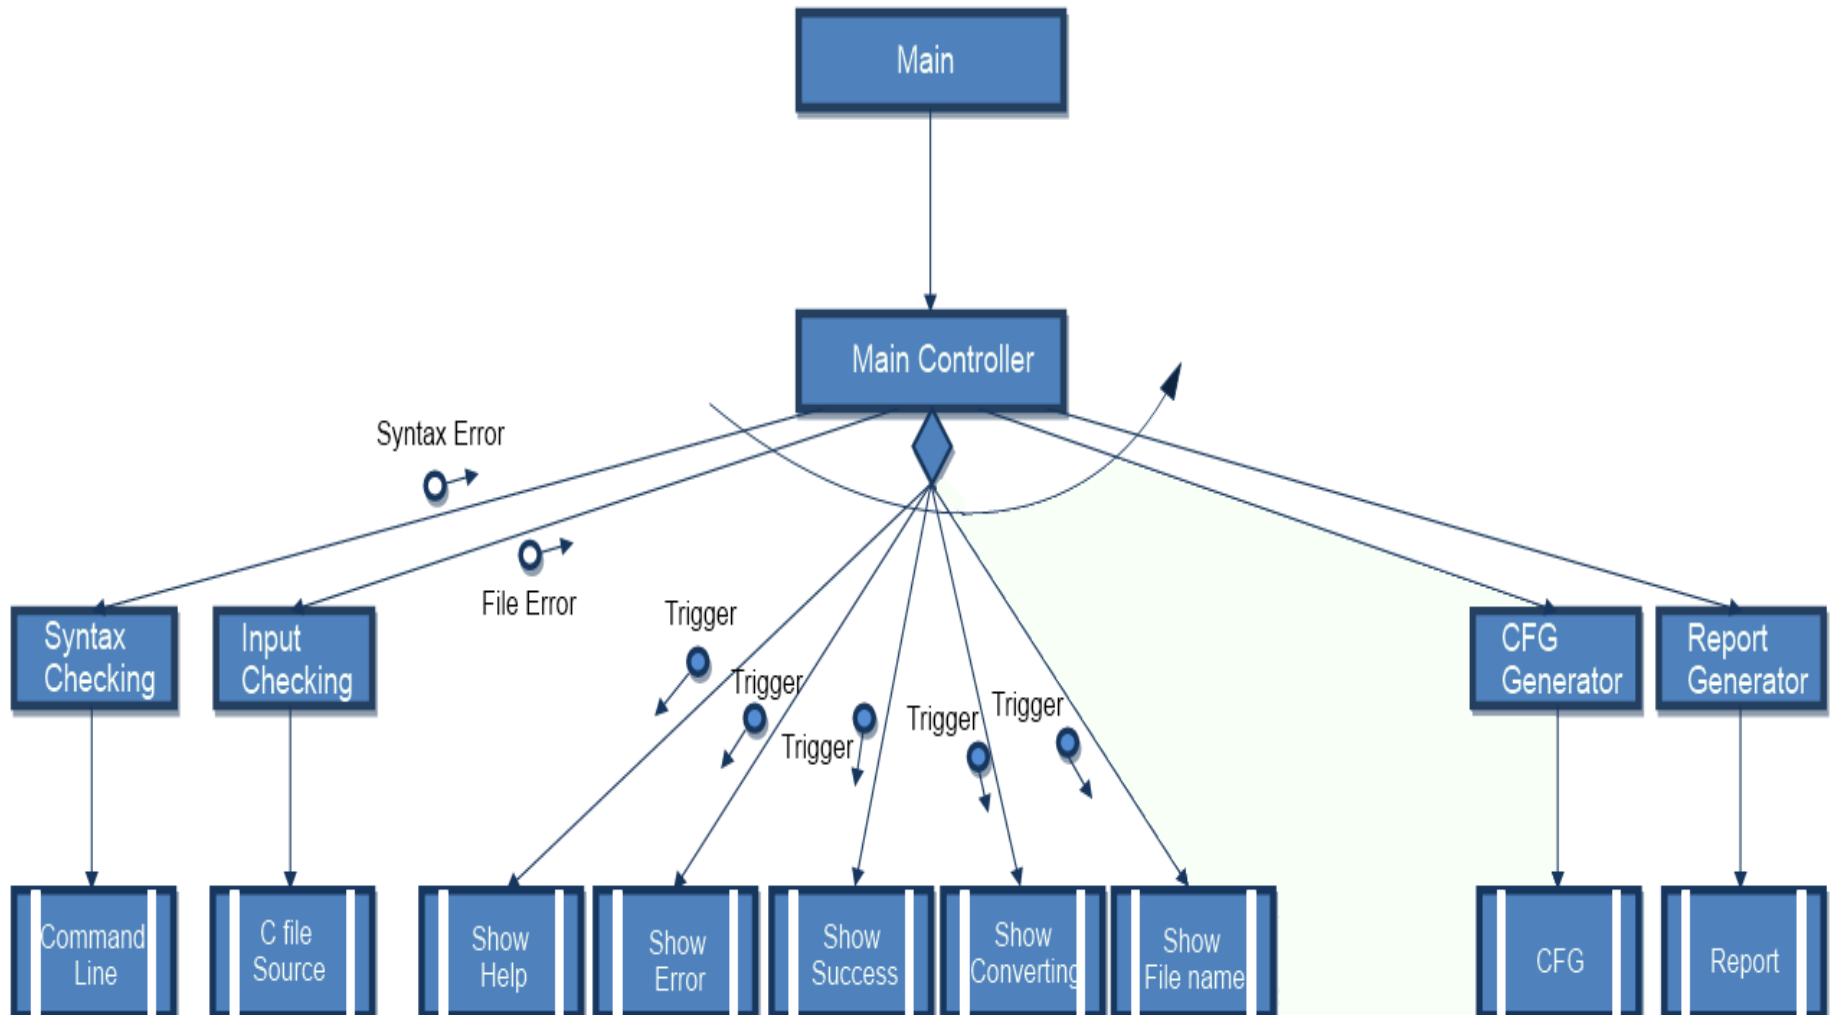 Main
Main Controller
Syntax Error
File Error
Syntax
Checking
Input
Checking
Trigger
Trigger
Trigger
Trigger
Trigger
CFG
Generator
Report
Generator
Command
Line
C file
Source
Show
Help
Show
Error
Show
Success
Show
Converting
Show
File name
CFG
Report